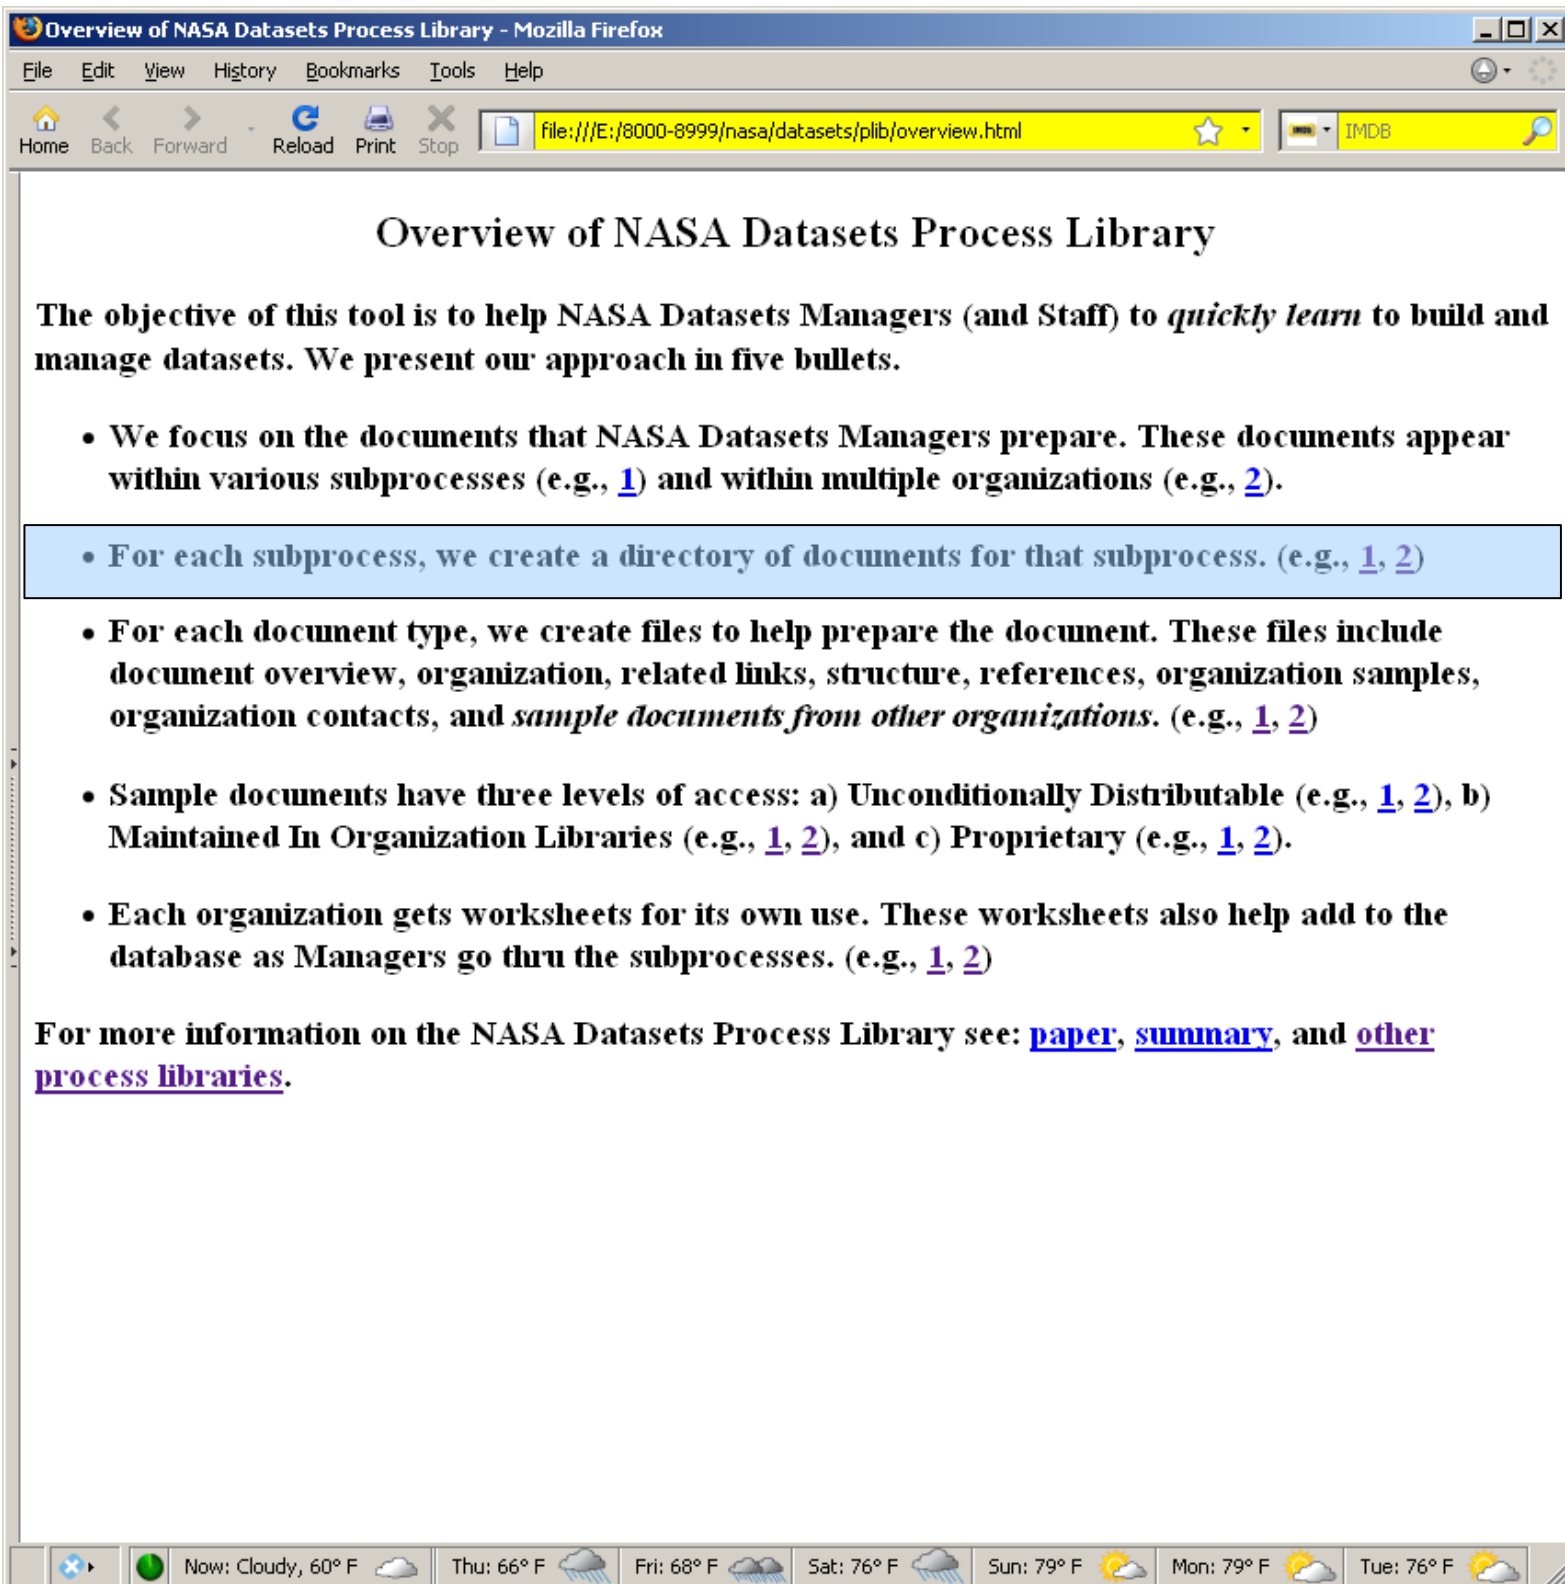 Overview of NASA Datasets Process Library - Mozilla Firefox
File Edit View History Bookmarks Tools Help
Home Back Forward Reload Print Stop file:///E:/8000-8999/nasa/datasets/plib/overview.html IMDB
Overview of NASA Datasets Process Library
The objective of this tool is to help NASA Datasets Managers (and Staff) to quickly learn to build and
manage datasets. We present our approach in five bullets.
• We focus on the documents that NASA Datasets Managers prepare. These documents appear
within various subprocesses (e.g., 1) and within multiple organizations (e.g., 2).
• For each subprocess, we create a directory of documents for that subprocess. (e.g., 1, 2)
• For each document type, we create files to help prepare the document. These files include
document overview, organization, related links, structure, references, organization samples,
organization contacts, and sample documents from other organizations. (e.g., 1, 2)
• Sample documents have three levels of access: a) Unconditionally Distributable (e.g., 1, 2), b)
Maintained In Organization Libraries (e.g., 1, 2), and c) Proprietary (e.g., 1, 2).
• Each organization gets worksheets for its own use. These worksheets also help add to the
database as Managers go thru the subprocesses. (e.g., 1, 2)
For more information on the NASA Datasets Process Library see: paper, summary, and other
process libraries.
Now: Cloudy, 60° F Thu: 66° F Fri: 68° F Sat: 76° F Sun: 79° F Mon: 79° F Tue: 76° F